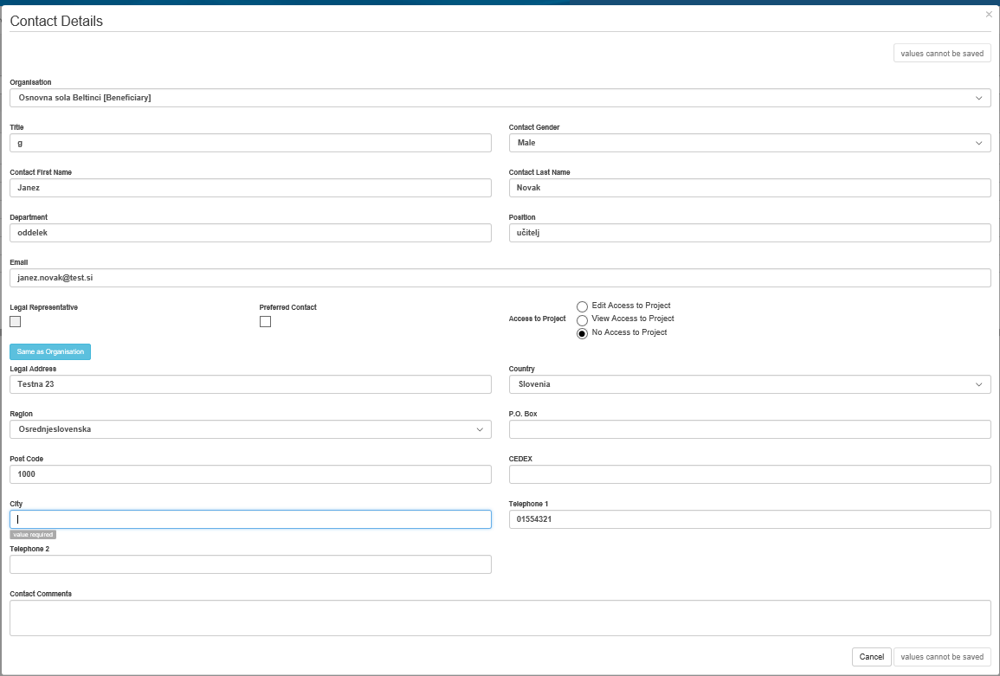 Contact Details
×
values cannot be saved
Organisation
Osnovna sola Beltinci [Beneficiary]
Title
Contact Gender
g
Male
Contact First Name
Contact Last Name
Janez
Novak
Department
Position
oddelek
učitelj
Email
janez.novak@test.si
Legal Representative
Preferred Contact
Access to Project
Edit Access to Project
View Access to Project
No Access to Project
Same as Organisation
Legal Address
Country
Testna 23
Slovenia
Region
P.O. Box
Osrednjeslovenska
Post Code
CEDEX
1000
City
Telephone 1
01554321
value required
Telephone 2
Contact Comments
Cancel
values cannot be saved